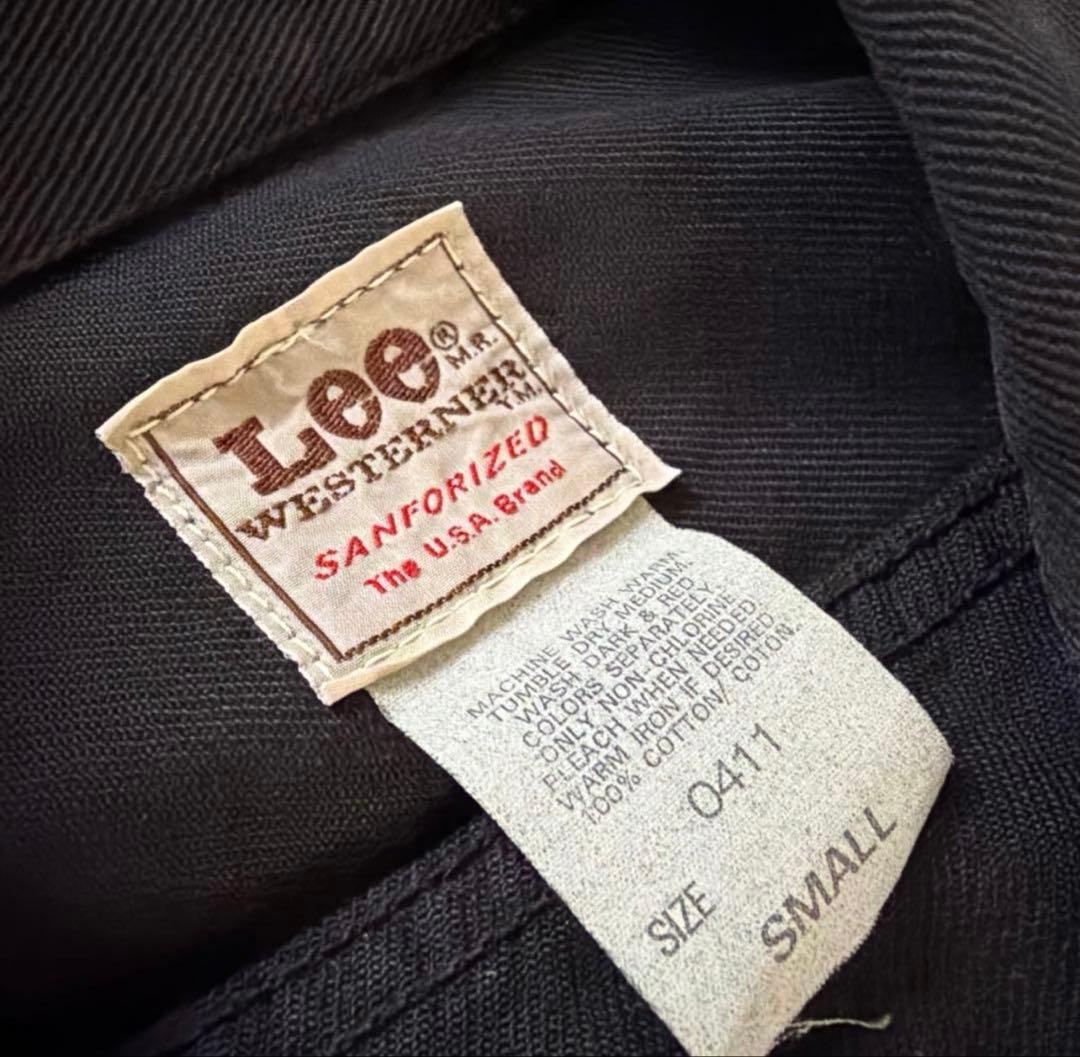 Lee® M.R.
WESTERNER T.M.
SANFORIZED
The U.S.A. Brand
MACHINE WASH WARM
TUMBLE DRY MEDIUM.
WASH DARK & RED
COLORS SEPARATELY.
ONLY NON-CHLORINE
BLEACH WHEN NEEDED.
WARM IRON IF DESIRED.
100% COTTON/COTON.
0411
SIZE SMALL